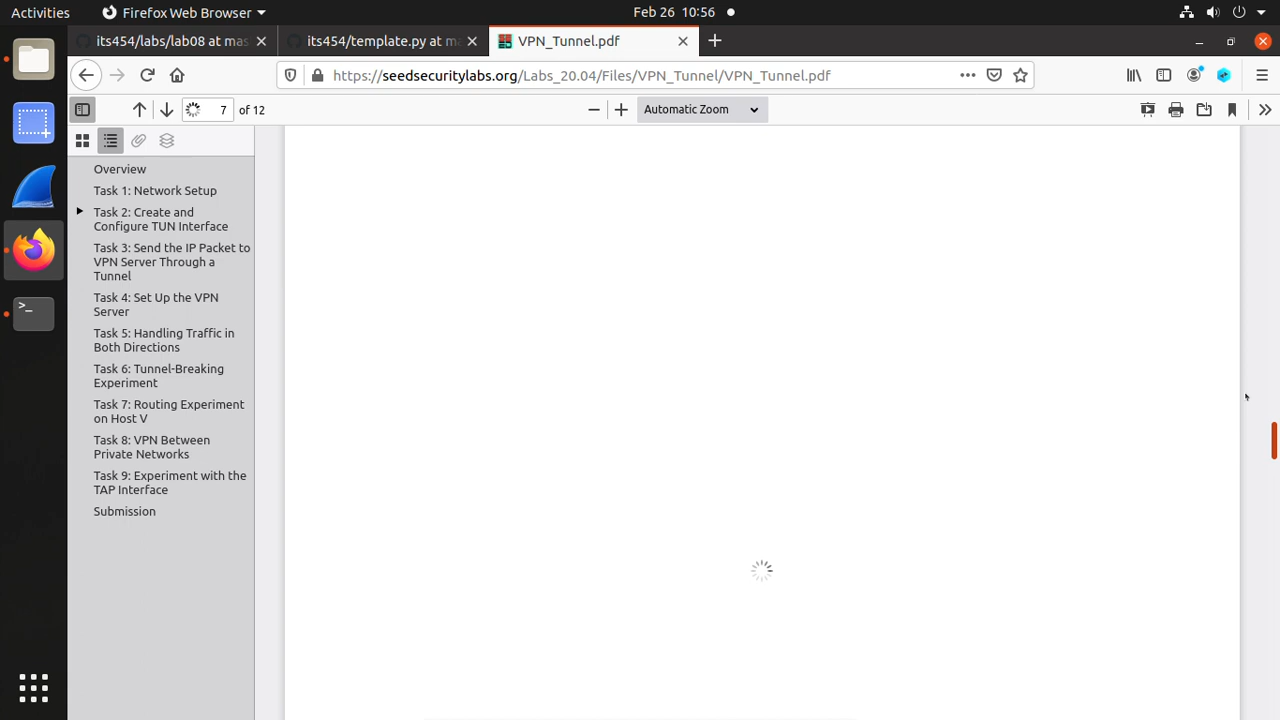 Activities
Firefox Web Browser
Feb 26 10:56
its454/labs/lab08 at mas
its454/template.py at m
VPN_Tunnel.pdf
https://seedsecuritylabs.org/Labs_20.04/Files/VPN_Tunnel/VPN_Tunnel.pdf
7
of 12
Automatic Zoom
Overview
Task 1: Network Setup
Task 2: Create and
Configure TUN Interface
Task 3: Send the IP Packet to
VPN Server Through a
Tunnel
Task 4: Set Up the VPN
Server
Task 5: Handling Traffic in
Both Directions
Task 6: Tunnel-Breaking
Experiment
Task 7: Routing Experiment
on Host V
Task 8: VPN Between
Private Networks
Task 9: Experiment with the
TAP Interface
Submission